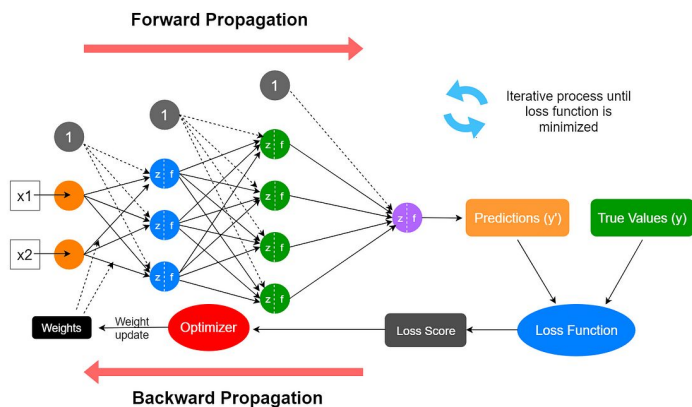 Forward Propagation
1
1
1
Iterative process until
loss function is
minimized
z f
z f
z f
z f
z f
z f
z f
z f
x1
x2
Predictions (y')
True Values (y)
Weights
Weight
update
Optimizer
Loss Score
Loss Function
Backward Propagation